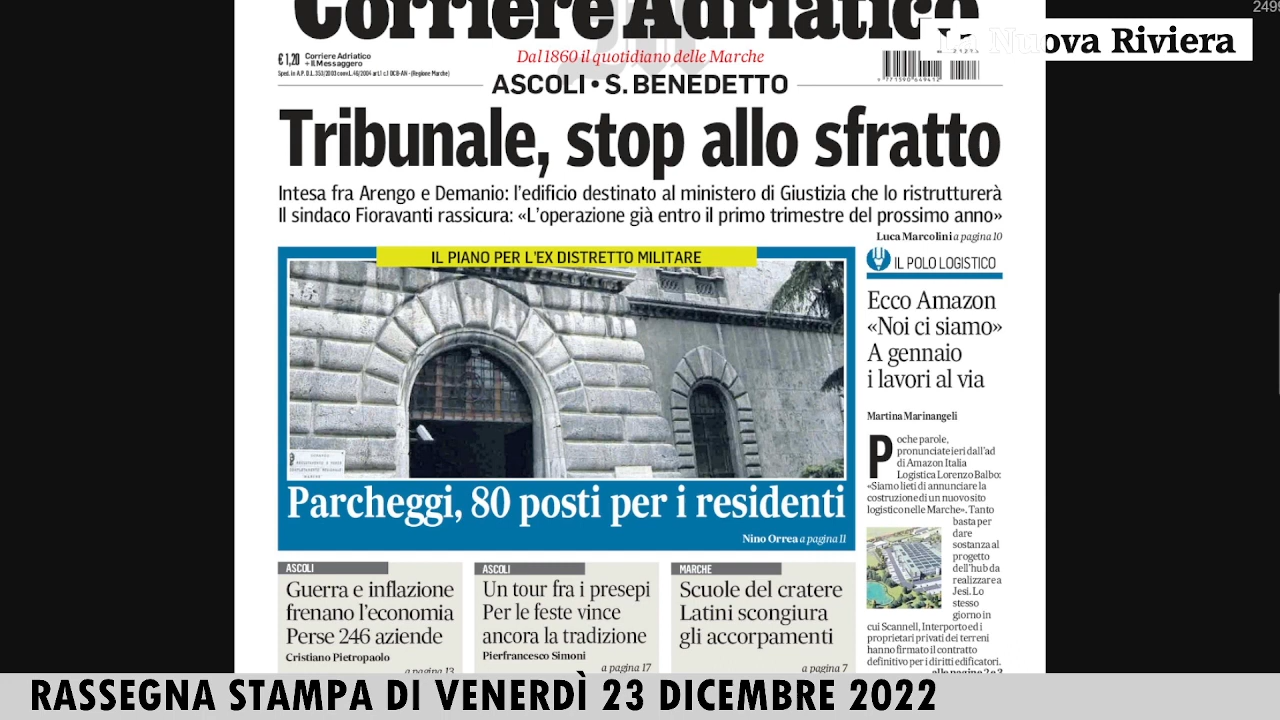 2499
Corriere Adriatico
La Nuova Riviera
€ 1,20
Corriere Adriatico
+ Il Messaggero
Dal 1860 il quotidiano delle Marche
ASCOLI • S. BENEDETTO
Tribunale, stop allo sfratto
Intesa fra Arengo e Demanio: l'edificio destinato al ministero di Giustizia che lo ristrutturerà
Il sindaco Fioravanti rassicura: «L'operazione già entro il primo trimestre del prossimo anno»
Luca Marcolini a pagina 10
IL PIANO PER L'EX DISTRETTO MILITARE
Parcheggi, 80 posti per i residenti
Nino Orrea a pagina 11
IL POLO LOGISTICO
Ecco Amazon
«Noi ci siamo»
A gennaio
i lavori al via
Martina Marinangeli
Poche parole,
pronunciate ieri dall'ad
di Amazon Italia
Logistica Lorenzo Balbo:
«Siamo lieti di annunciare la
costruzione di un nuovo sito
logistico nelle Marche». Tanto
basta per
dare
sostanza al
progetto
dell'hub da
realizzare a
Jesi. Lo
stesso
giorno in
cui Scannell, Interporto ed i
proprietari privati dei terreni
hanno firmato il contratto
definitivo per i diritti edificatori.
alle pagine 2 e 3
ASCOLI
Guerra e inflazione
frenano l'economia
Perse 246 aziende
Cristiano Pietropaolo
a pagina 13
ASCOLI
Un tour fra i presepi
Per le feste vince
ancora la tradizione
Pierfrancesco Simoni
a pagina 17
MARCHE
Scuole del cratere
Latini scongiura
gli accorpamenti
a pagina 7
RASSEGNA STAMPA DI VENERDÌ 23 DICEMBRE 2022